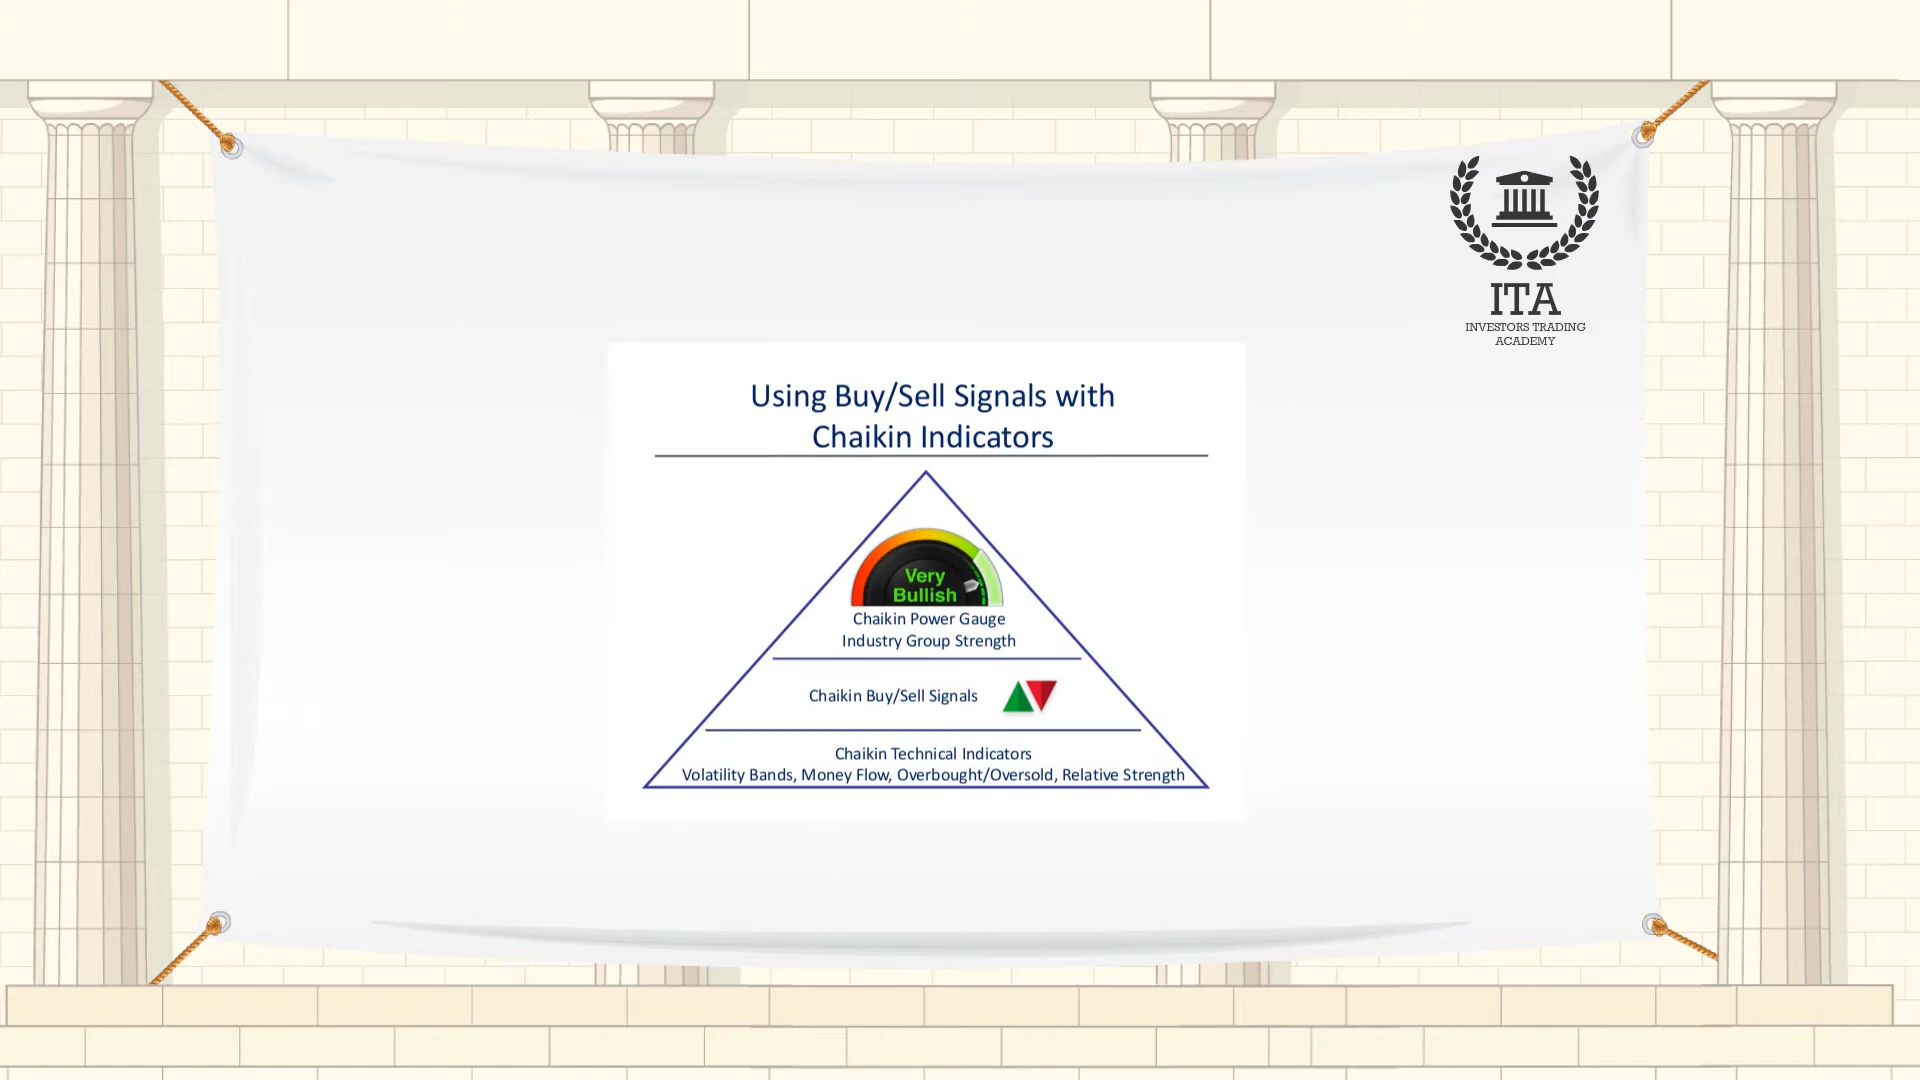 ITA
INVESTORS TRADING
ACADEMY
Using Buy/Sell Signals with
Chaikin Indicators
Very
Bullish
Chaikin Power Gauge
Industry Group Strength
Chaikin Buy/Sell Signals
Chaikin Technical Indicators
Volatility Bands, Money Flow, Overbought/Oversold, Relative Strength